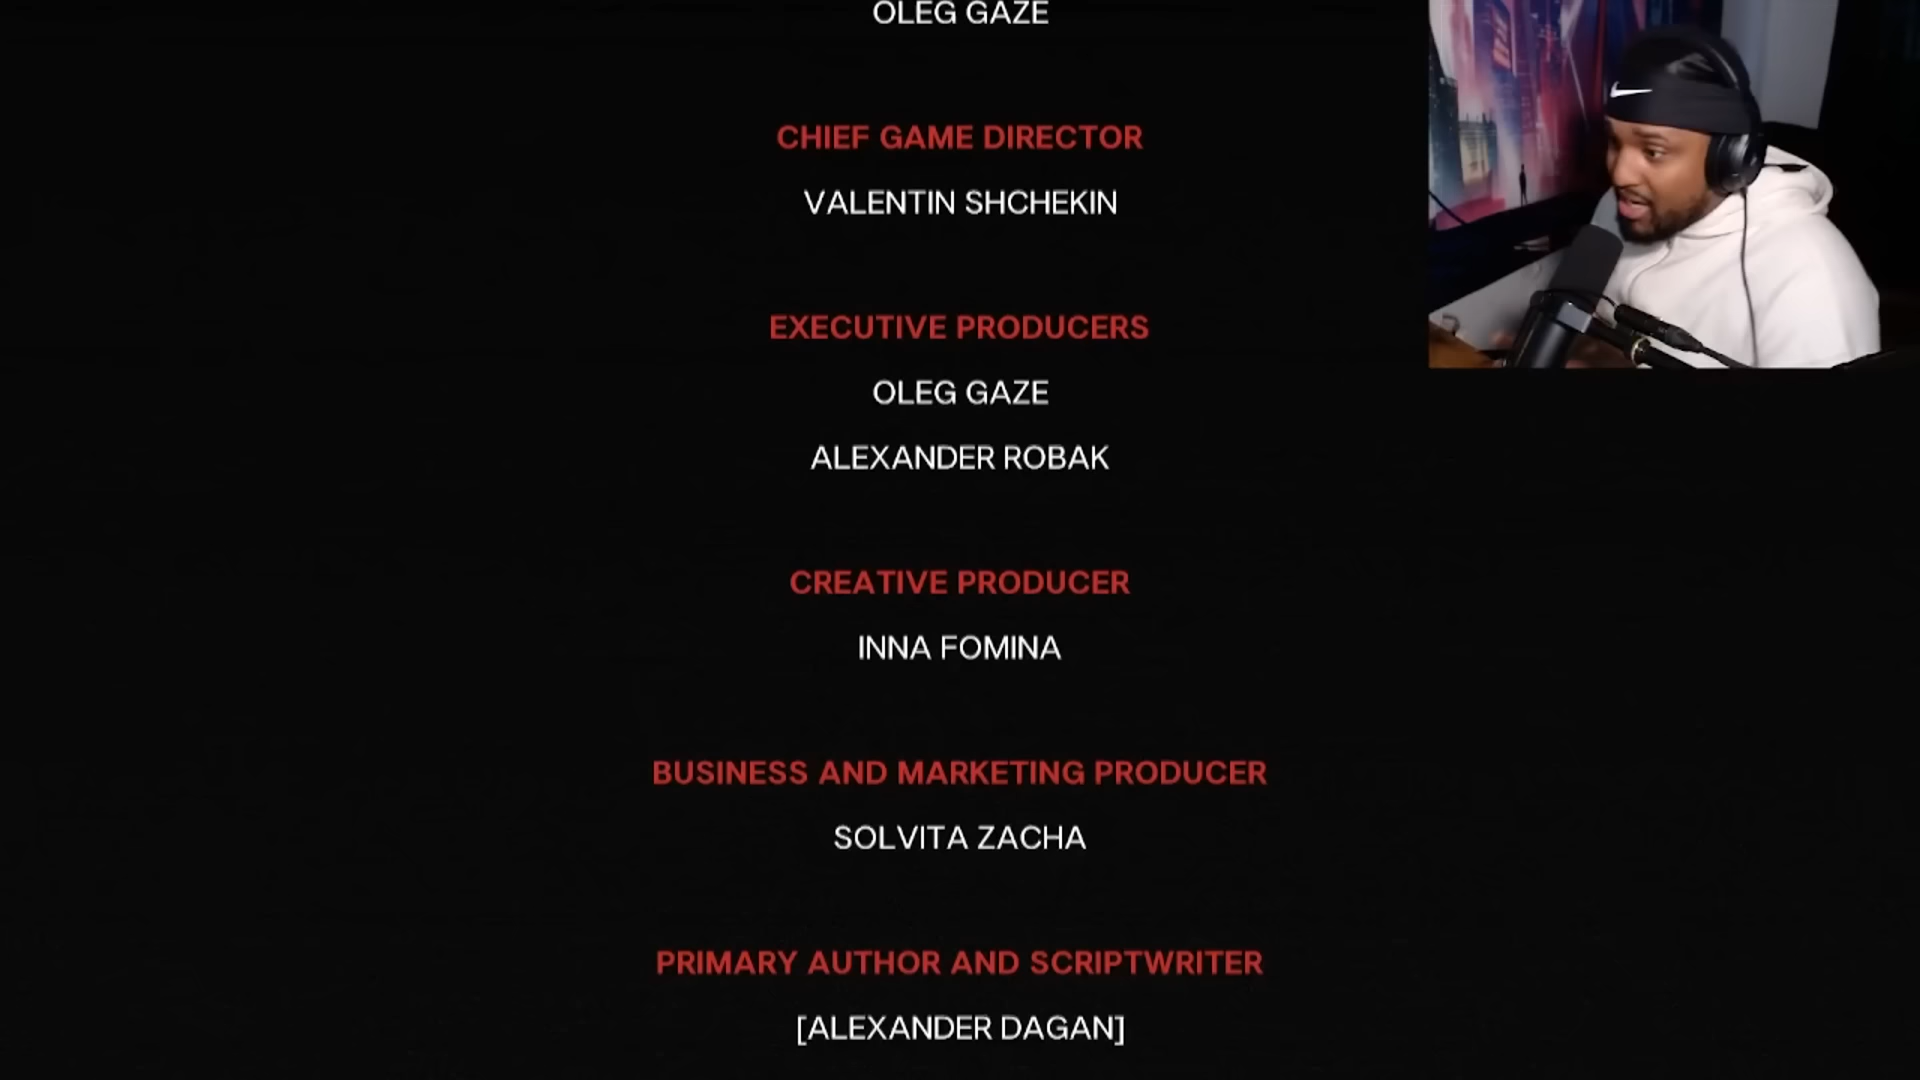 OLEG GAZE
CHIEF GAME DIRECTOR
VALENTIN SHCHEKIN
EXECUTIVE PRODUCERS
OLEG GAZE
ALEXANDER ROBAK
CREATIVE PRODUCER
INNA FOMINA
BUSINESS AND MARKETING PRODUCER
SOLVITA ZACHA
PRIMARY AUTHOR AND SCRIPTWRITER
[ALEXANDER DAGAN]